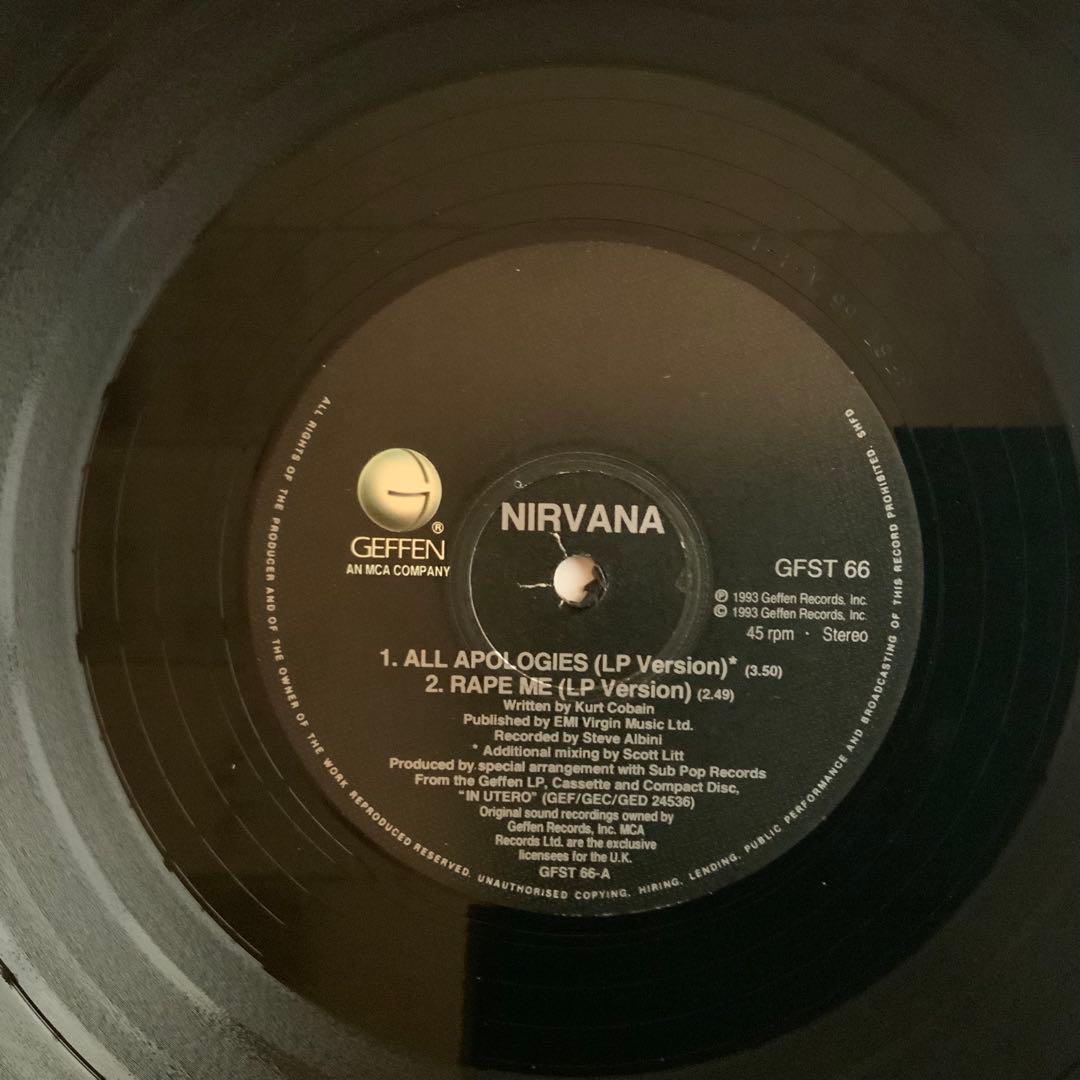 NIRVANA
G
®
GEFFEN
AN MCA COMPANY
GFST 66
℗ 1993 Geffen Records, Inc.
© 1993 Geffen Records, Inc.
45 rpm · Stereo
1. ALL APOLOGIES (LP Version)* (3.50)
2. RAPE ME (LP Version) (2.49)
Written by Kurt Cobain
Published by EMI Virgin Music Ltd.
Recorded by Steve Albini
* Additional mixing by Scott Litt
Produced by special arrangement with Sub Pop Records
From the Geffen LP, Cassette and Compact Disc,
"IN UTERO" (GEF/GEC/GED 24536)
Original sound recordings owned by
Geffen Records, Inc. MCA
Records Ltd. are the exclusive
licensees for the U.K.
GFST 66-A
ALL RIGHTS OF THE PRODUCER AND OF THE OWNER OF THE WORK REPRODUCED RESERVED. UNAUTHORISED COPYING, HIRING, LENDING, PUBLIC PERFORMANCE AND BROADCASTING OF THIS RECORD PROHIBITED. SHFD